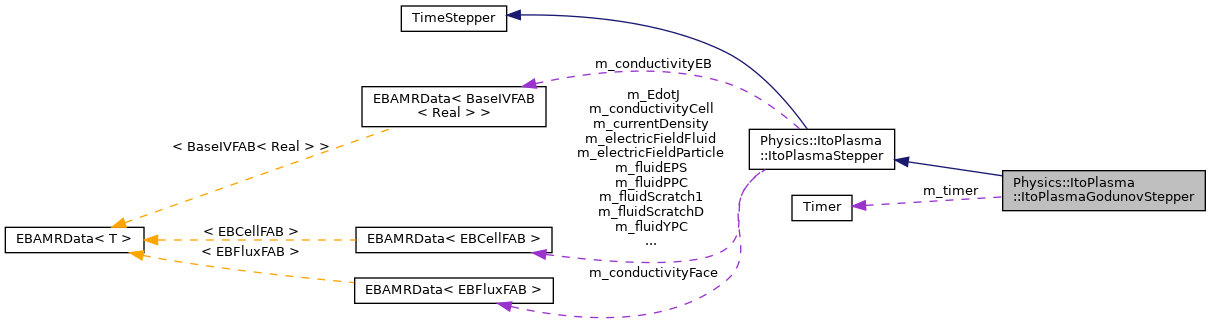 TimeStepper
m_conductivityEB
EBAMRData< BaseIVFAB
< Real > >
m_EdotJ
m_conductivityCell
m_currentDensity
m_electricFieldFluid
m_electricFieldParticle
m_fluidEPS
m_fluidPPC
m_fluidScratch1
m_fluidScratchD
m_fluidYPC
...
Physics::ItoPlasma
::ItoPlasmaStepper
< BaseIVFAB< Real > >
Physics::ItoPlasma
::ItoPlasmaGodunovStepper
m_timer
Timer
EBAMRData< T >
< EBCellFAB >
< EBFluxFAB >
EBAMRData< EBCellFAB >
m_conductivityFace
EBAMRData< EBFluxFAB >